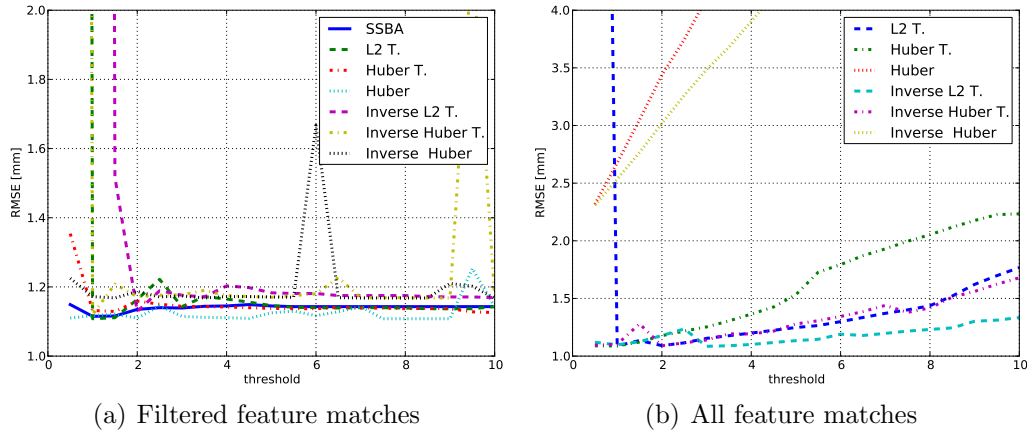 2.0
1.8
1.6
1.4
1.2
1.0
RMSE [mm]
0
2
4
6
8
10
threshold
SSBA
L2 T.
Huber T.
Huber
Inverse L2 T.
Inverse Huber T.
Inverse Huber
(a) Filtered feature matches
4.0
3.5
3.0
2.5
2.0
1.5
1.0
RMSE [mm]
0
2
4
6
8
10
threshold
L2 T.
Huber T.
Huber
Inverse L2 T.
Inverse Huber T.
Inverse Huber
(b) All feature matches